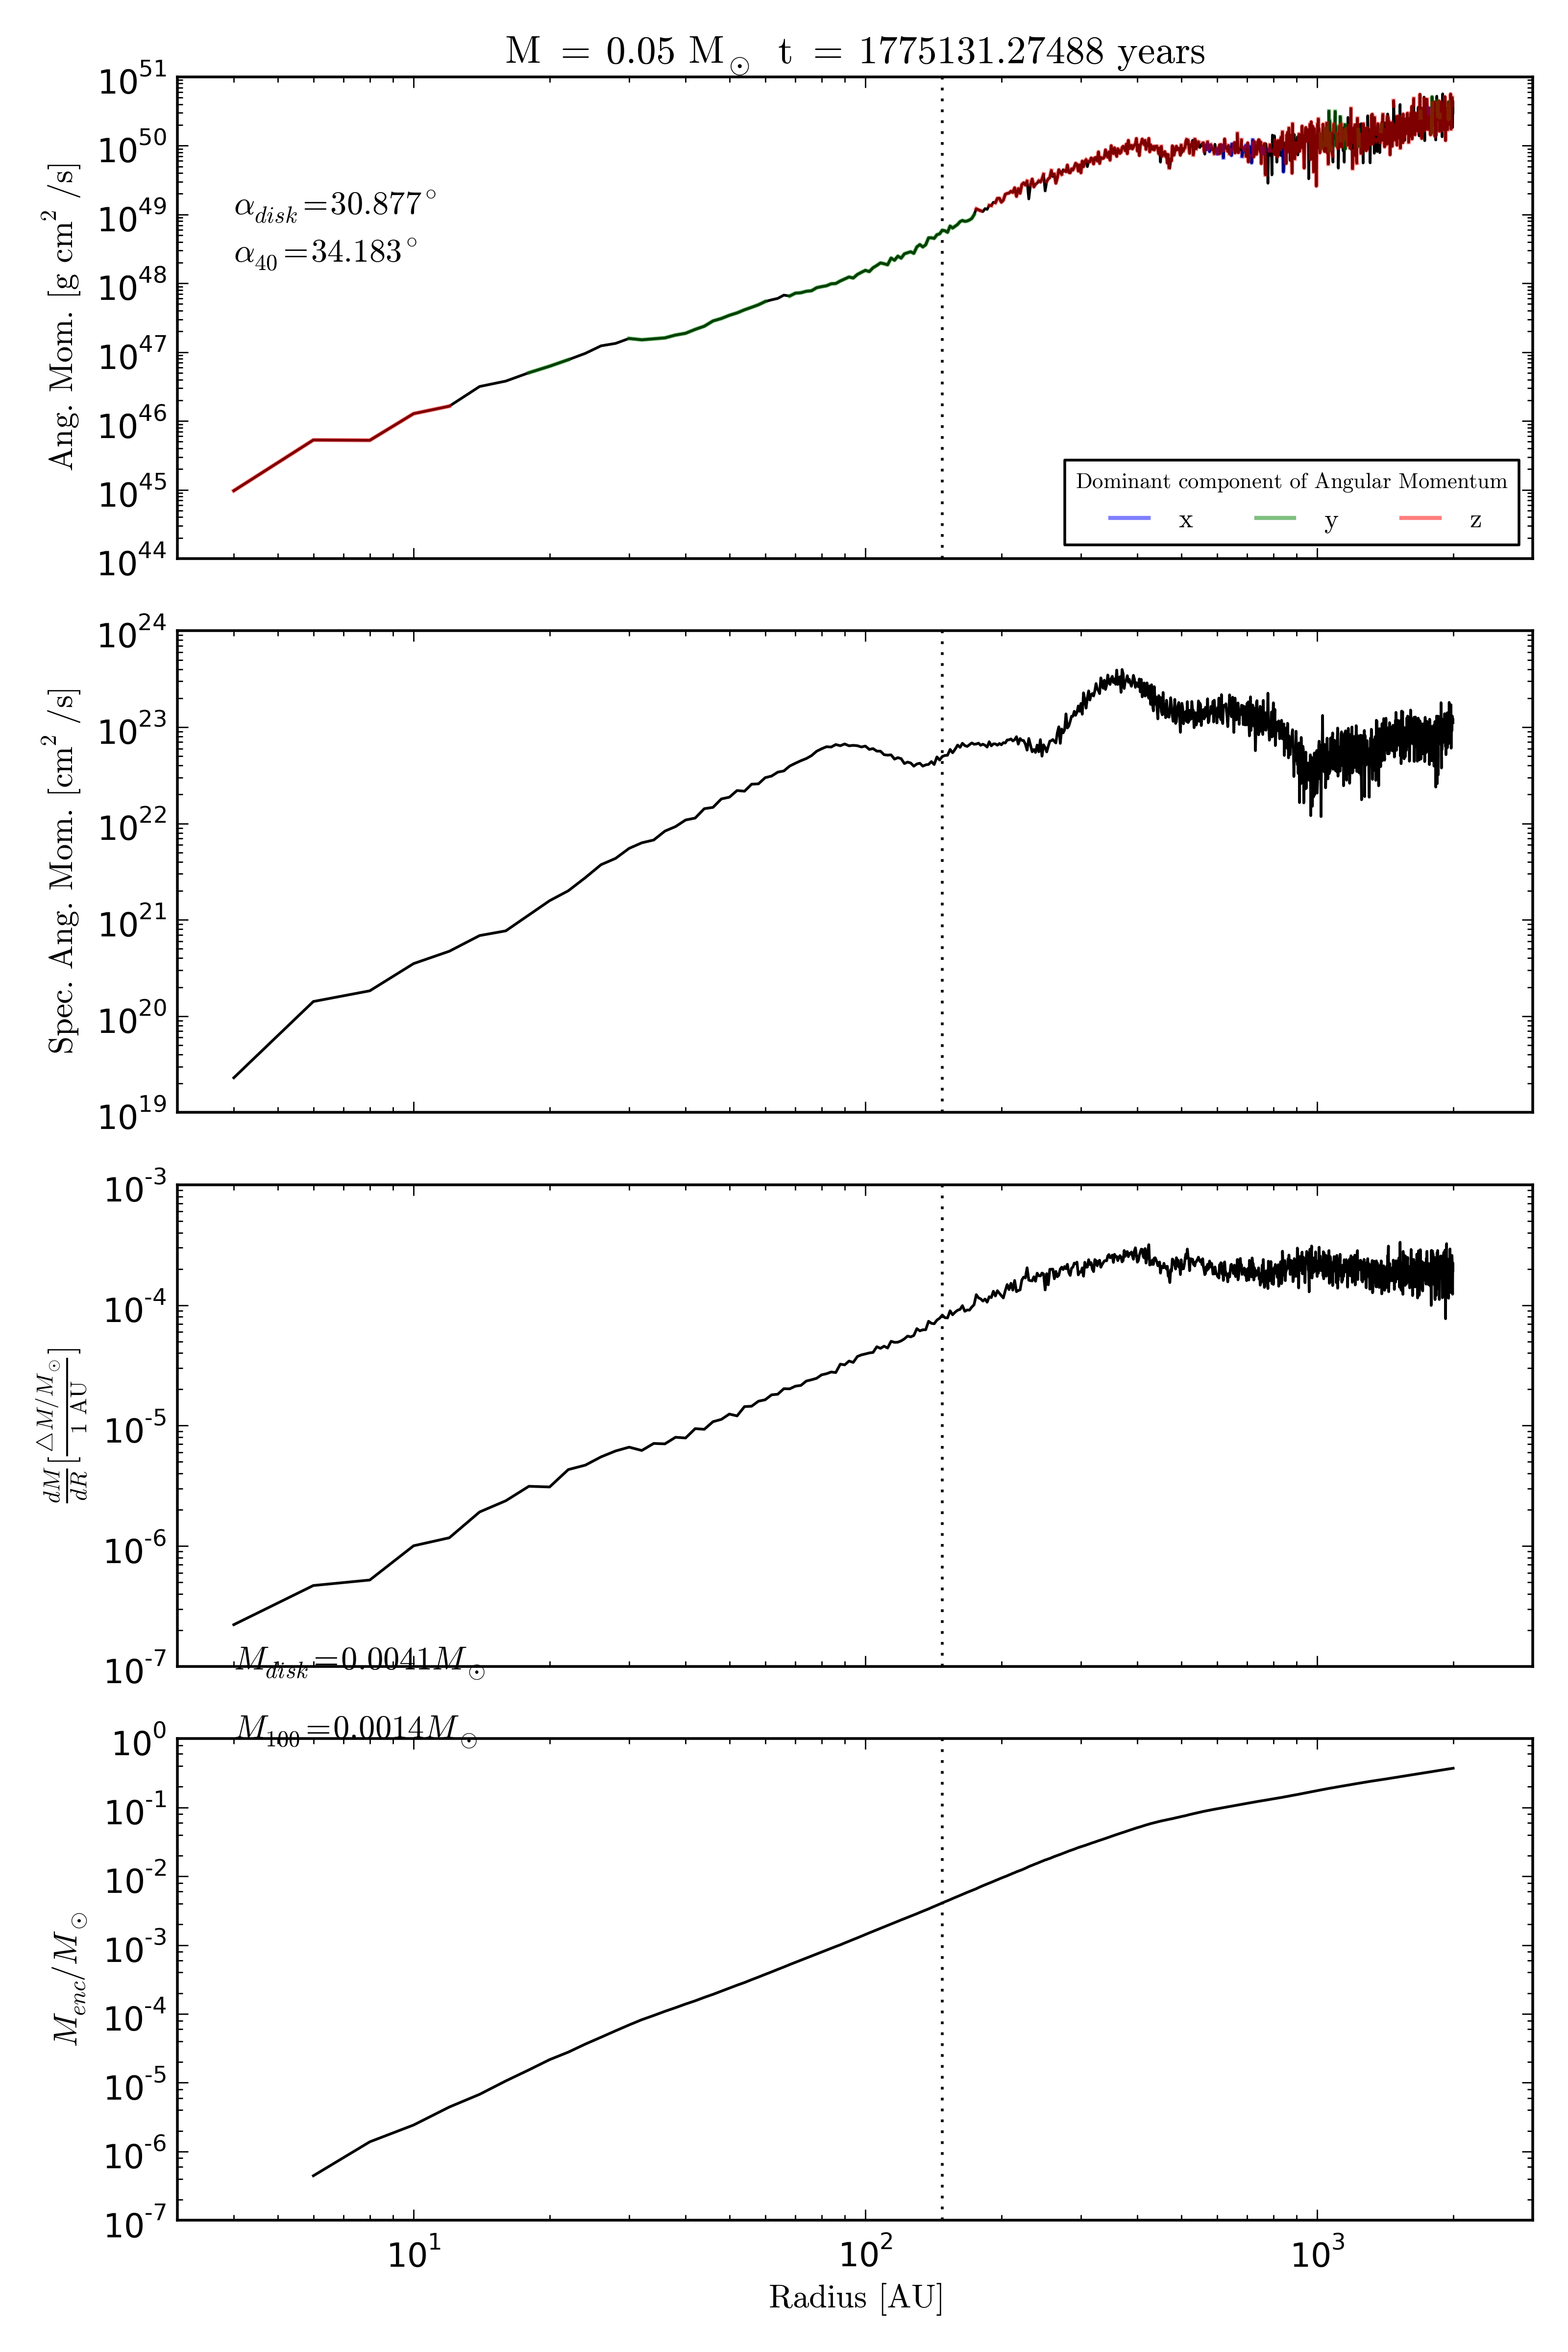 M = 0.05 M☉ t = 1775131.27488 years
10^51
10^50
10^49
10^48
10^47
10^46
10^45
10^44
Ang. Mom. [g cm^2 /s]
α_disk=30.877°
α_40=34.183°
Dominant component of Angular Momentum
x y z
10^24
10^23
10^22
10^21
10^20
10^19
Spec. Ang. Mom. [cm^2 /s]
10^-3
10^-4
10^-5
10^-6
10^-7
dM/dR [△M/M☉ / 1 AU]
M_disk=0.0041M☉
M_100=0.0014M☉
10^0
10^-1
10^-2
10^-3
10^-4
10^-5
10^-6
10^-7
M_enc/M☉
10^1 10^2 10^3
Radius [AU]